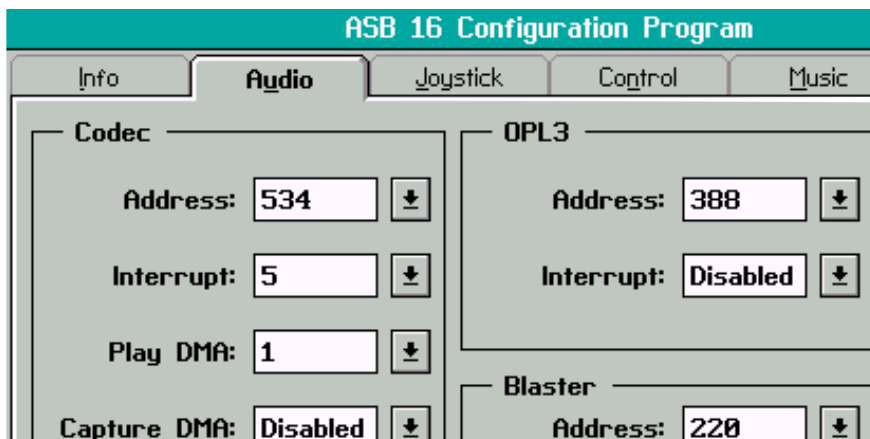 ASB 16 Configuration Program
Info Audio Joystick Control Music
Codec
Address: 534
Interrupt: 5
Play DMA: 1
Capture DMA: Disabled
OPL3
Address: 388
Interrupt: Disabled
Blaster
Address: 220